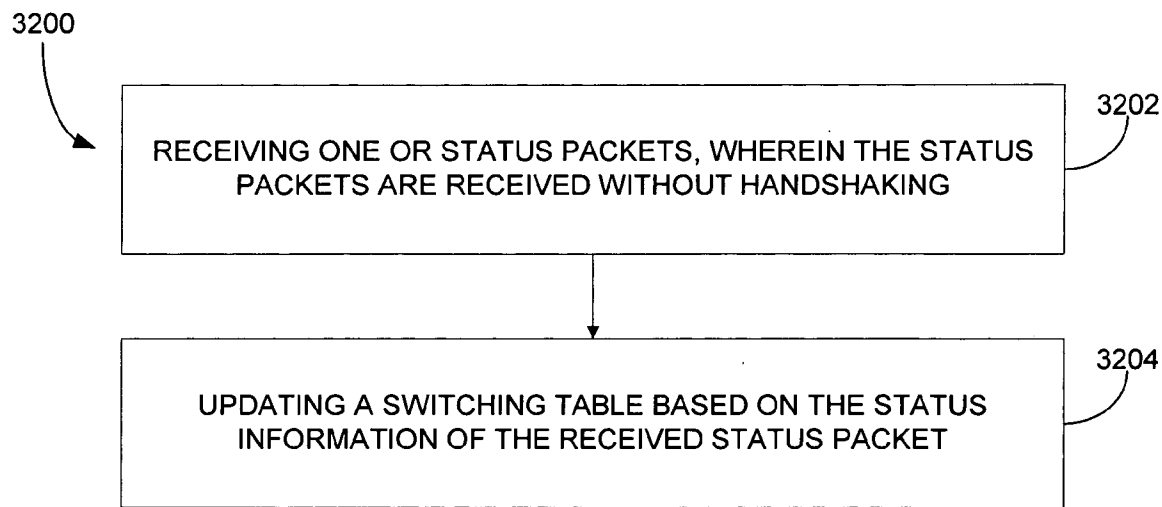 3200
3202
RECEIVING ONE OR STATUS PACKETS, WHEREIN THE STATUS
PACKETS ARE RECEIVED WITHOUT HANDSHAKING
3204
UPDATING A SWITCHING TABLE BASED ON THE STATUS
INFORMATION OF THE RECEIVED STATUS PACKET